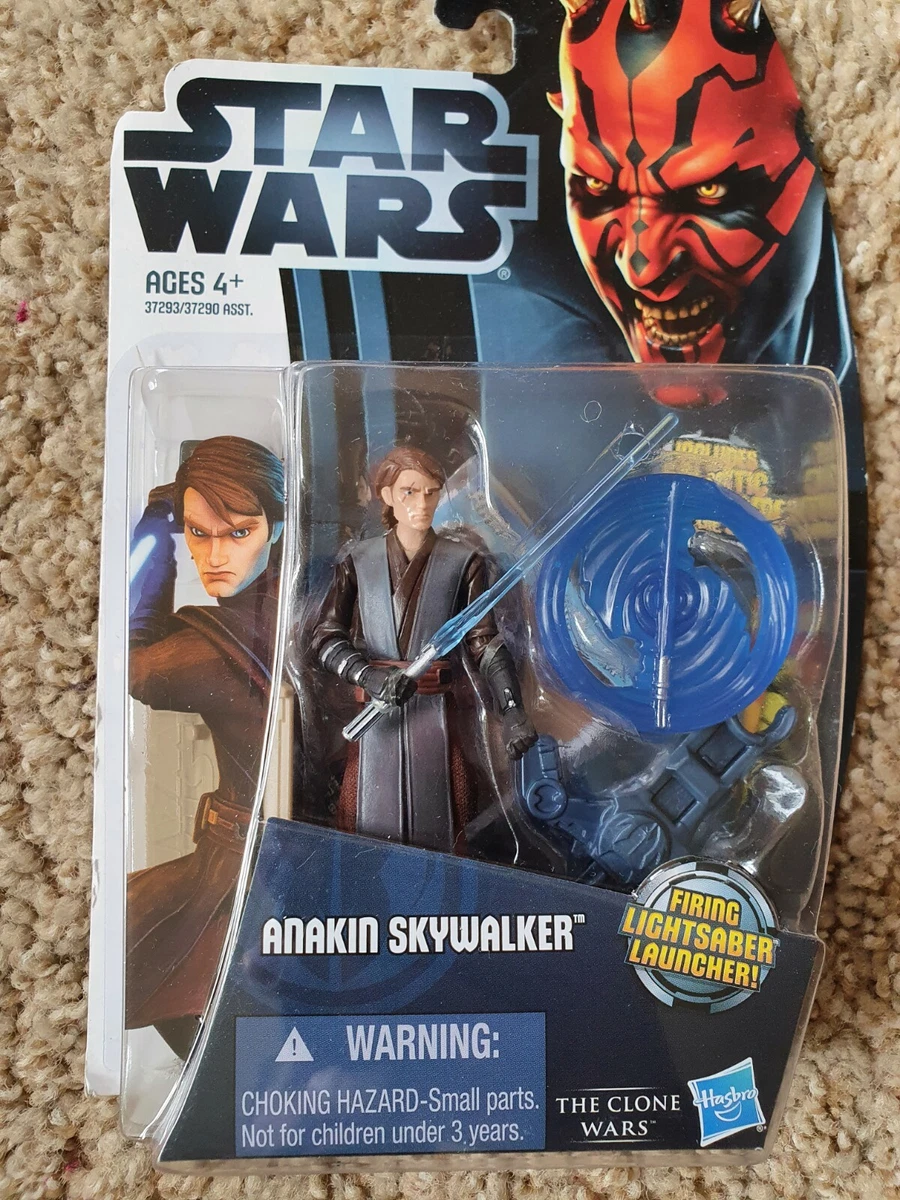 STAR
WARS®
AGES 4+
37293/37290 ASST.
ANAKIN SKYWALKER™
FIRING
LIGHTSABER
LAUNCHER!
WARNING:
CHOKING HAZARD-Small parts.
Not for children under 3 years.
THE CLONE
WARS™
Hasbro®